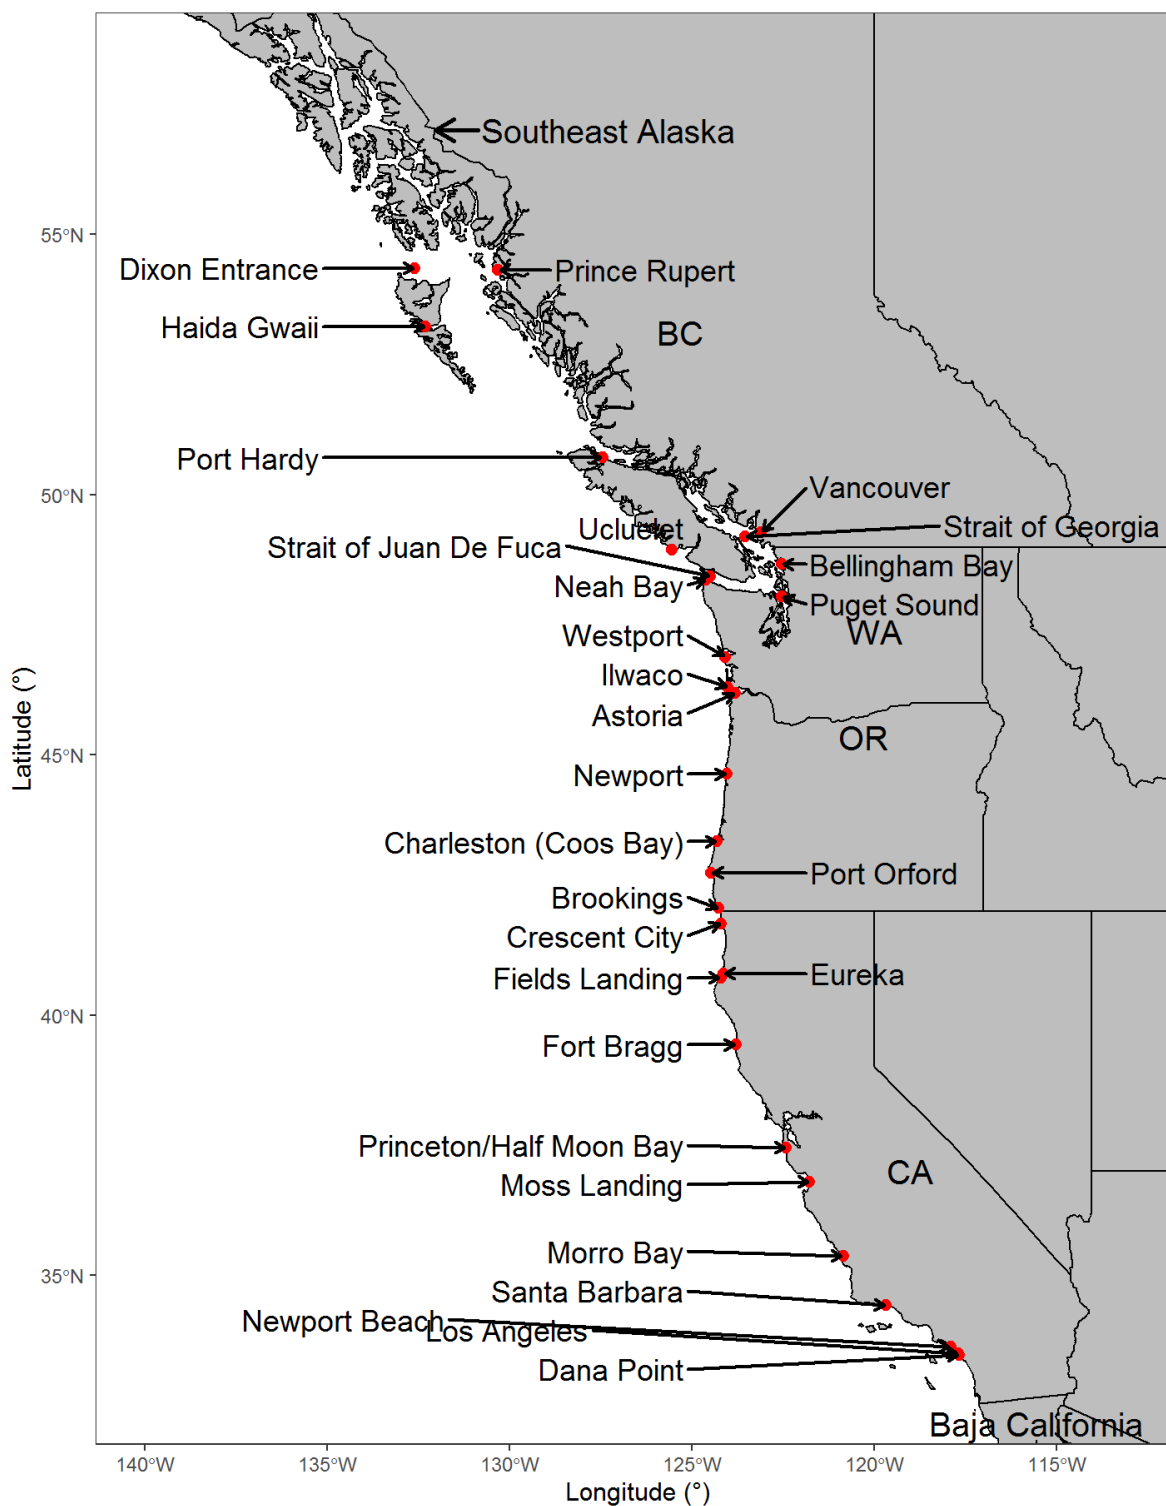 Southeast Alaska
55°N
Dixon Entrance
Prince Rupert
Haida Gwaii
BC
Port Hardy
Vancouver
50°N
Ucluelet
Strait of Georgia
Strait of Juan De Fuca
Bellingham Bay
Neah Bay
Puget Sound
WA
Westport
Ilwaco
Astoria
OR
45°N
Newport
Charleston (Coos Bay)
Port Orford
Brookings
Crescent City
Fields Landing
Eureka
40°N
Fort Bragg
Princeton/Half Moon Bay
CA
Moss Landing
Morro Bay
35°N
Santa Barbara
Newport Beach
Los Angeles
Dana Point
Baja California
140°W
135°W
130°W
125°W
120°W
115°W
Longitude (°)
Latitude (°)